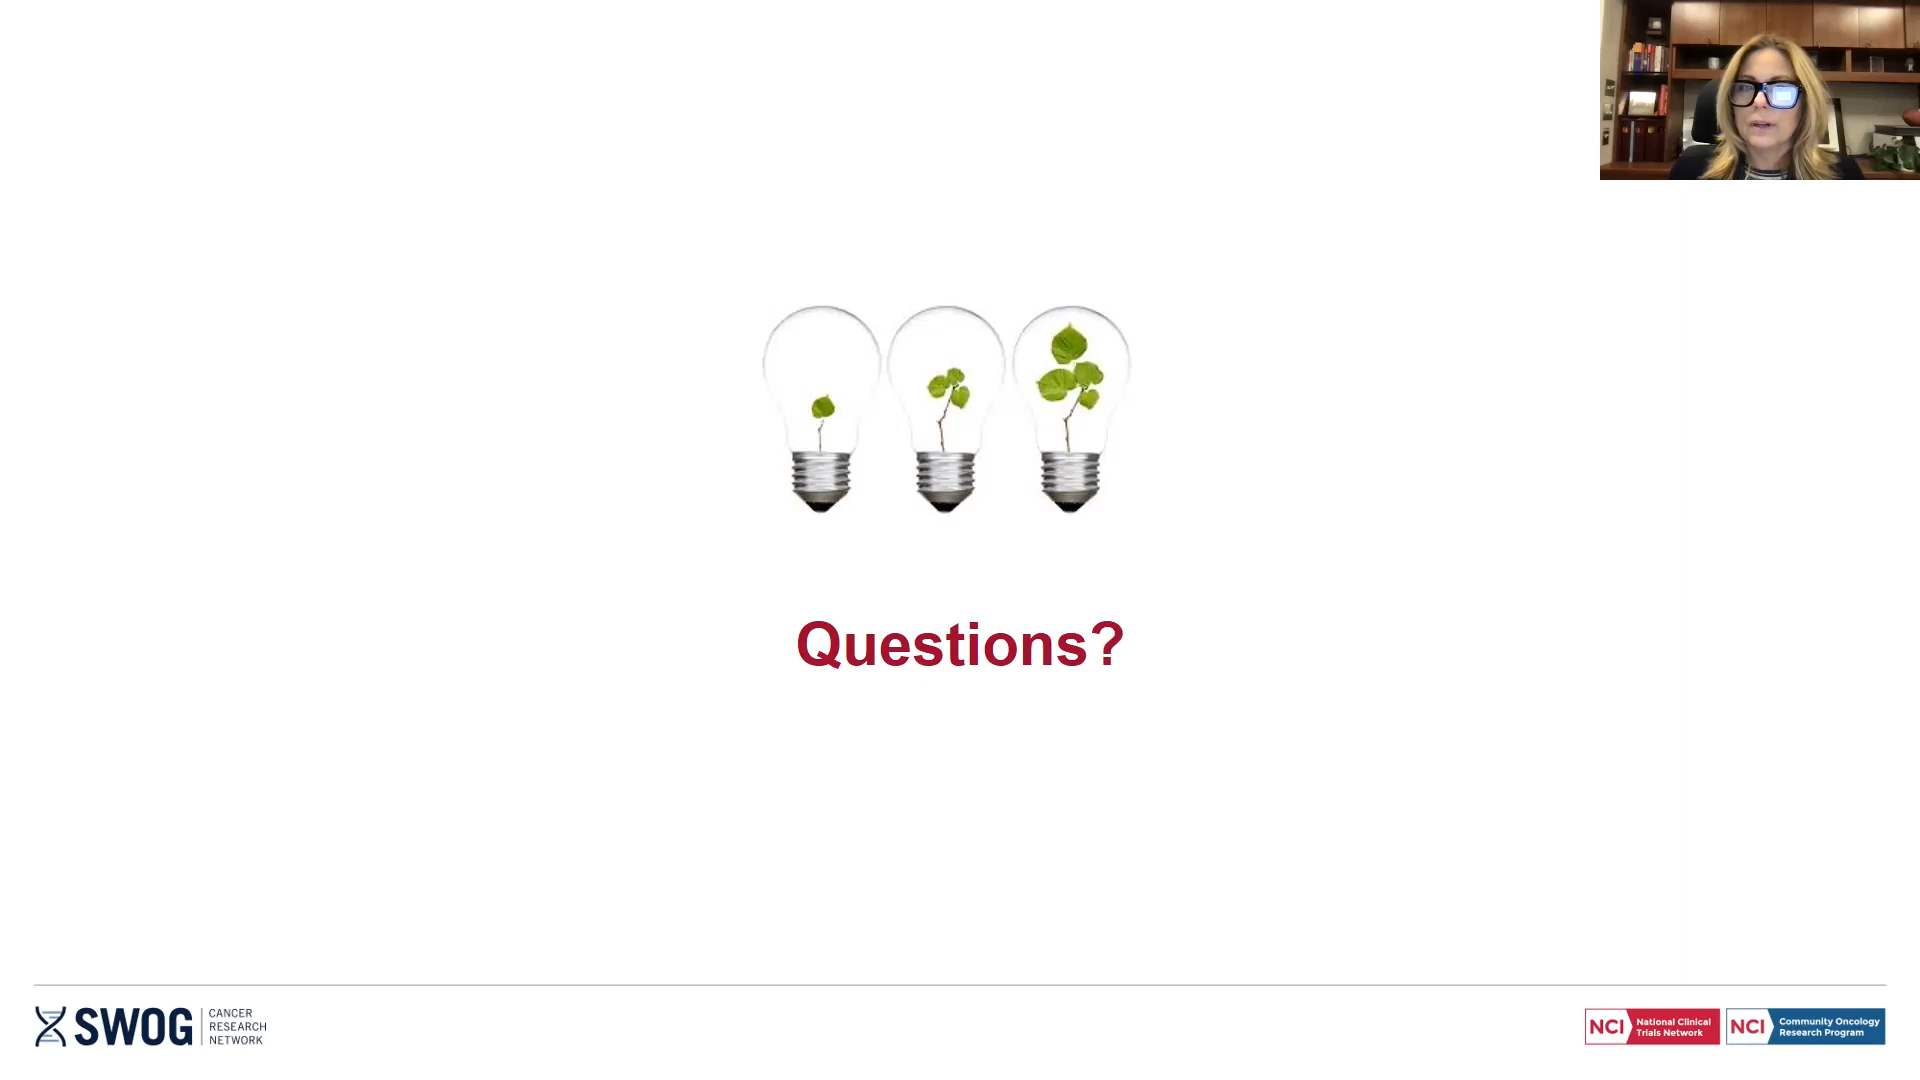 Questions?
SWOG
CANCER
RESEARCH
NETWORK
NCI
National Clinical
Trials Network
NCI
Community Oncology
Research Program